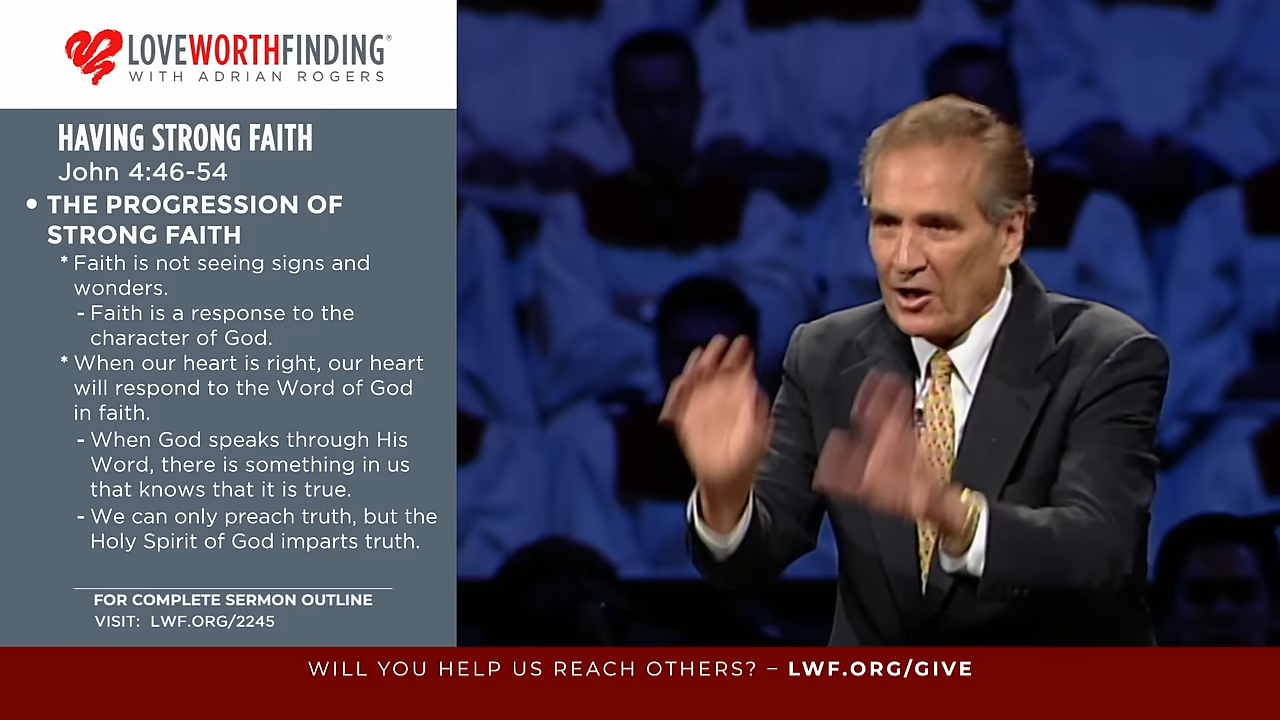 LOVEWORTHFINDING®
WITH ADRIAN ROGERS
HAVING STRONG FAITH
John 4:46-54
• THE PROGRESSION OF
STRONG FAITH
* Faith is not seeing signs and
wonders.
- Faith is a response to the
character of God.
* When our heart is right, our heart
will respond to the Word of God
in faith.
- When God speaks through His
Word, there is something in us
that knows that it is true.
- We can only preach truth, but the
Holy Spirit of God imparts truth.
FOR COMPLETE SERMON OUTLINE
VISIT: LWF.ORG/2245
WILL YOU HELP US REACH OTHERS? – LWF.ORG/GIVE